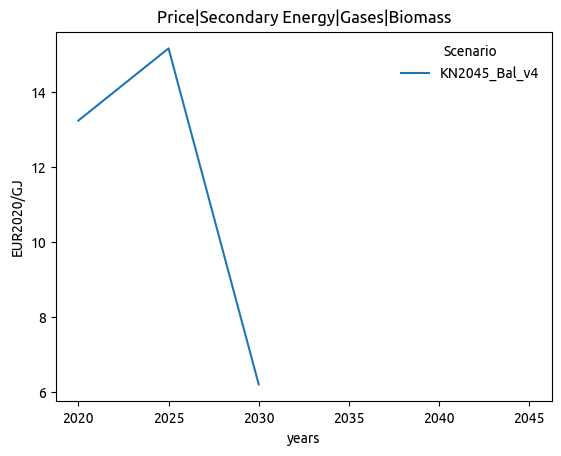 Price|Secondary Energy|Gases|Biomass
Scenario
KN2045_Bal_v4
14
12
10
8
6
EUR2020/GJ
2020 2025 2030 2035 2040 2045
years